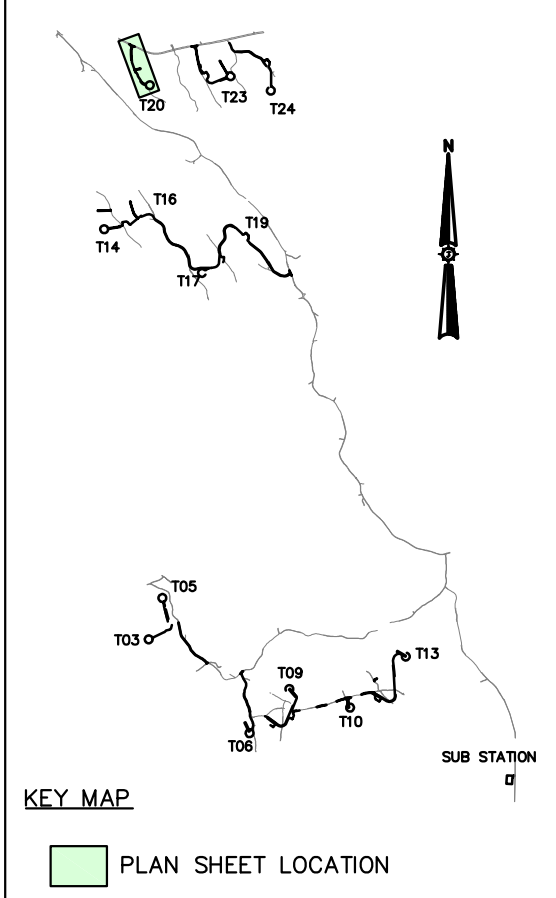 T20
T23
T24
N
T16
T14
T19
T17
T05
T03
T13
T09
T10
T06
SUB STATION
KEY MAP
PLAN SHEET LOCATION